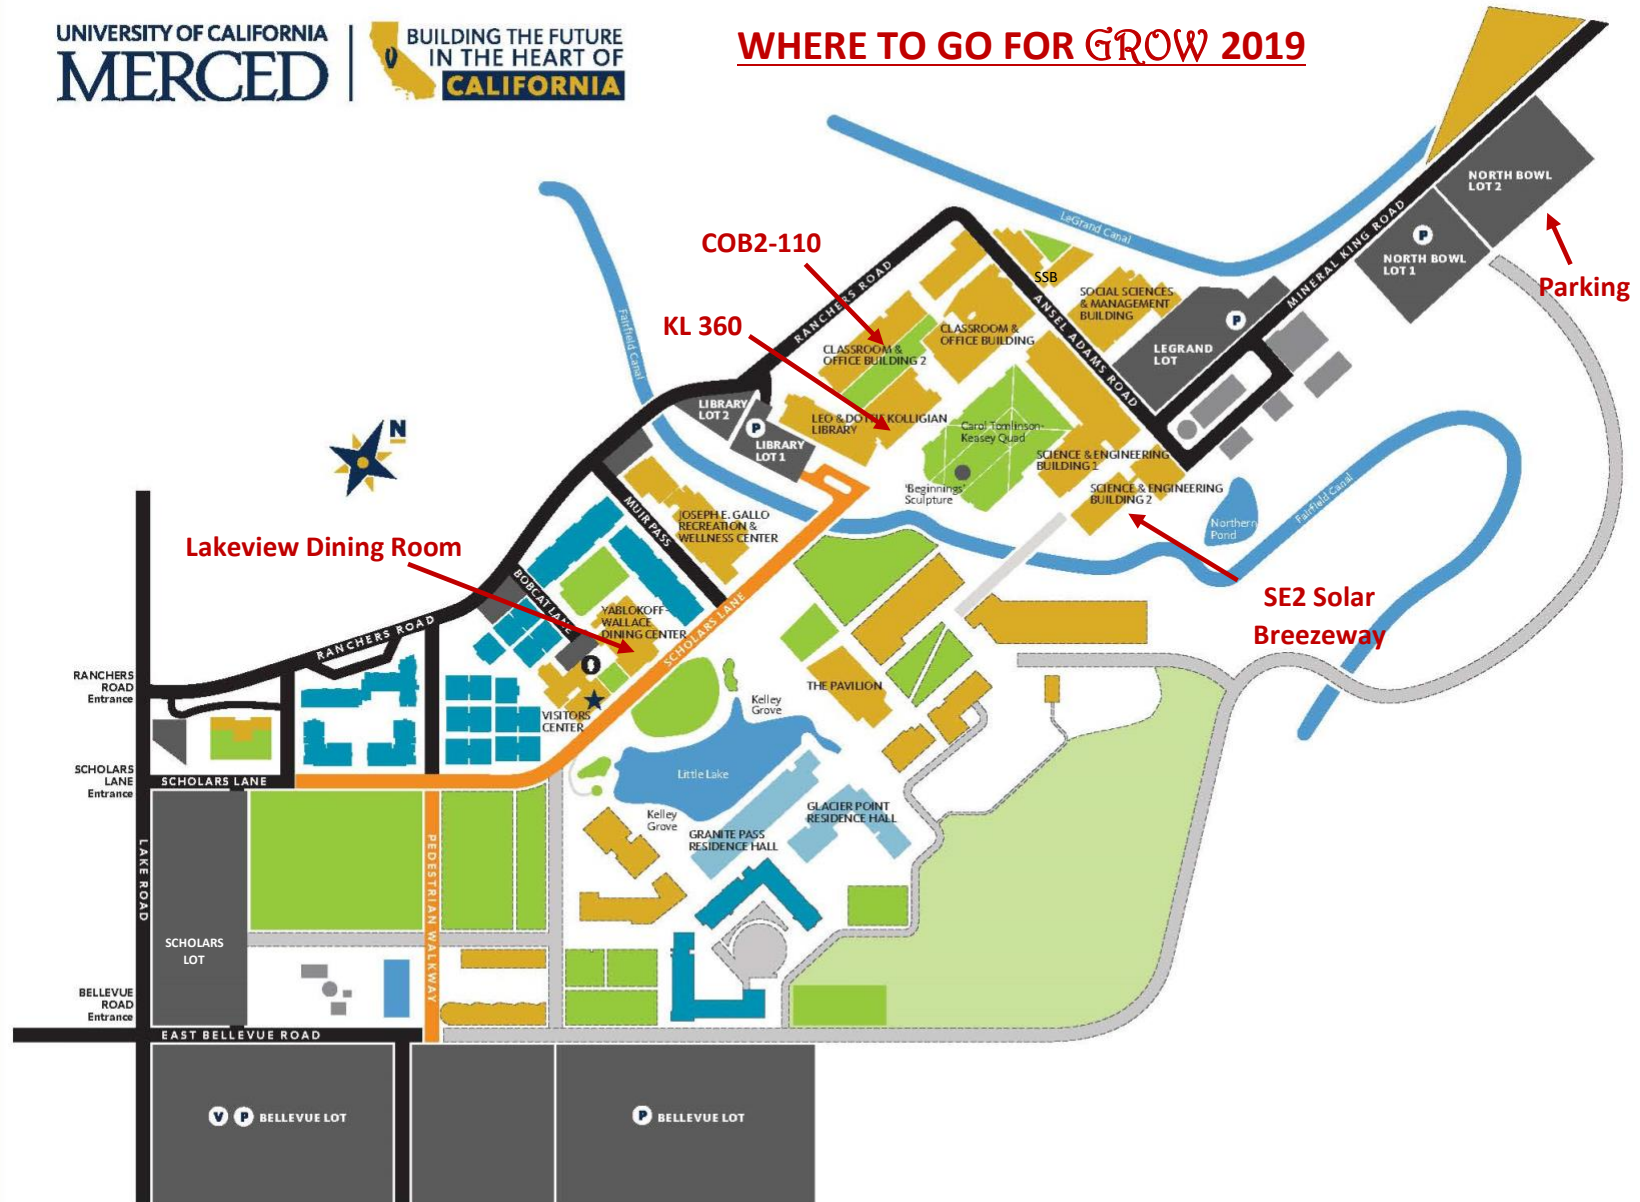 UNIVERSITY OF CALIFORNIA
MERCED
BUILDING THE FUTURE
IN THE HEART OF
CALIFORNIA
WHERE TO GO FOR GROW 2019
NORTH BOWL
LOT 2
P
NORTH BOWL
LOT 1
Parking
MINERAL KING ROAD
LeGrand Canal
COB2-110
RANCHERS ROAD
SSB
ANSEL ADAMS ROAD
SOCIAL SCIENCES
& MANAGEMENT
BUILDING
P
LEGRAND
LOT
KL 360
CLASSROOM &
OFFICE BUILDING
CLASSROOM &
OFFICE BUILDING 2
Fairfield Canal
LIBRARY
LOT 2
P
LIBRARY
LOT 1
LEO & DOTTIE KOLLIGIAN
LIBRARY
Carol Tomlinson-
Keasey Quad
SCIENCE & ENGINEERING
BUILDING 1
'Beginnings'
Sculpture
SCIENCE & ENGINEERING
BUILDING 2
Northern
Pond
Fairfield Canal
N
MUIR PASS
JOSEPH E. GALLO
RECREATION &
WELLNESS CENTER
Lakeview Dining Room
BOBCAT LANE
YABLOKOFF-
WALLACE
DINING CENTER
SCHOLARS LANE
SE2 Solar
Breezeway
RANCHERS ROAD
RANCHERS
ROAD
Entrance
VISITORS
CENTER
THE PAVILION
Kelley
Grove
SCHOLARS
LANE
Entrance
SCHOLARS LANE
Little Lake
Kelley
Grove
GLACIER POINT
RESIDENCE HALL
GRANITE PASS
RESIDENCE HALL
LAKE ROAD
PEDESTRIAN WALKWAY
SCHOLARS
LOT
BELLEVUE
ROAD
Entrance
EAST BELLEVUE ROAD
V P BELLEVUE LOT
P BELLEVUE LOT